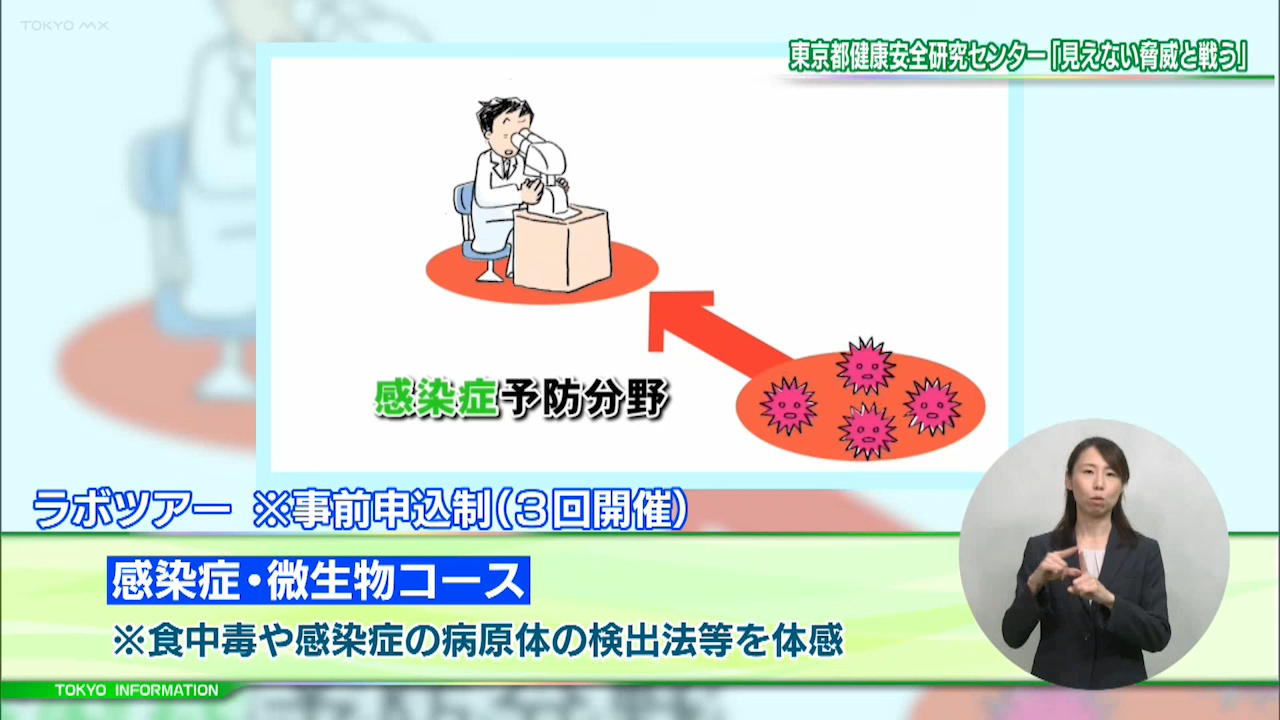 TOKYO MX
東京都健康安全研究センター「見えない脅威と戦う」
感染症予防分野
ラボツアー ※事前申込制(3回開催)
感染症・微生物コース
※食中毒や感染症の病原体の検出法等を体感
TOKYO INFORMATION